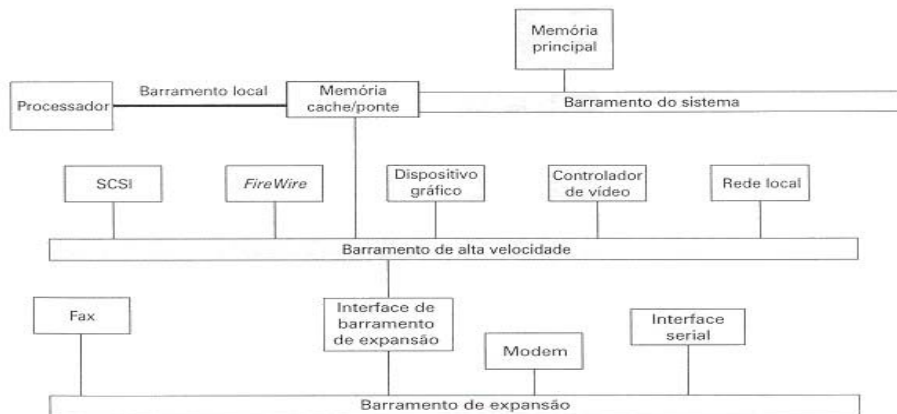 Memória
principal
Barramento local
Processador
Memória
cache/ponte
Barramento do sistema
SCSI
FireWire
Dispositivo
gráfico
Controlador
de vídeo
Rede local
Barramento de alta velocidade
Fax
Interface de
barramento
de expansão
Modem
Interface
serial
Barramento de expansão